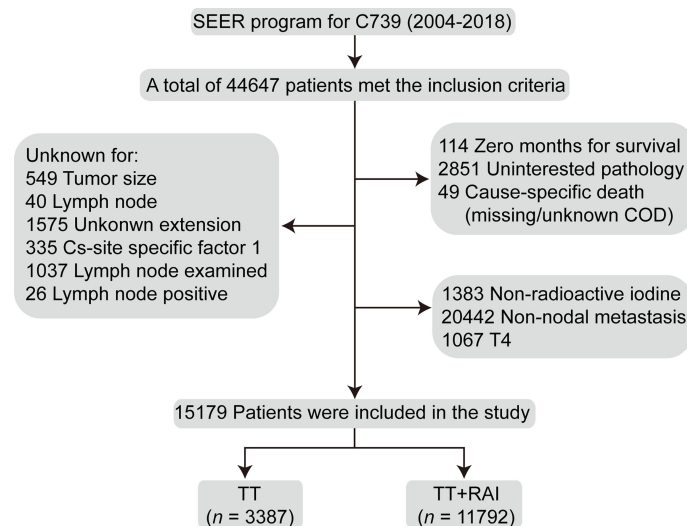 SEER program for C739 (2004-2018)
A total of 44647 patients met the inclusion criteria
Unknown for:
549 Tumor size
40 Lymph node
1575 Unkonwn extension
335 Cs-site specific factor 1
1037 Lymph node examined
26 Lymph node positive
114 Zero months for survival
2851 Uninterested pathology
49 Cause-specific death
(missing/unknown COD)
1383 Non-radioactive iodine
20442 Non-nodal metastasis
1067 T4
15179 Patients were included in the study
TT
(n = 3387)
TT+RAI
(n = 11792)